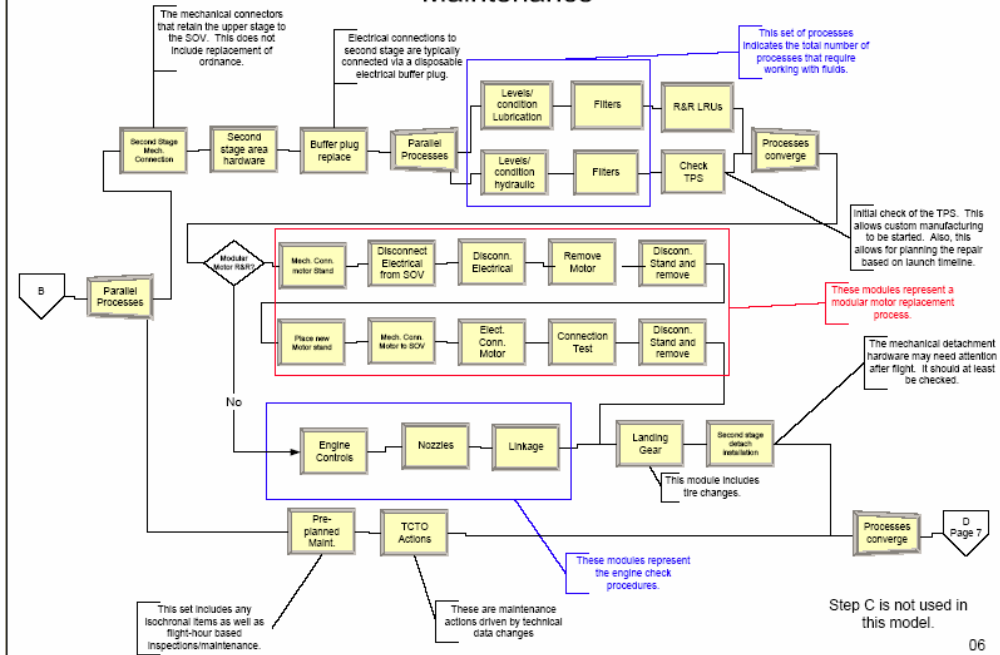 Maintenance
The mechanical connectors
that retain the upper stage to
the SOV. This does not
include replacement of
ordnance.
Electrical connections to
second stage are typically
connected via a disposable
electrical buffer plug.
This set of processes
indicates the total number of
processes that require
working with fluids.
Second Stage
Mech.
Connection
Second
stage area
hardware
Buffer plug
replace
Parallel
Processes
Levels/
condition
Lubrication
Filters
R&R LRUs
Levels/
condition
hydraulic
Filters
Check
TPS
Processes
converge
Initial check of the TPS. This
allows custom manufacturing
to be started. Also, this
allows for planning the repair
based on launch timeline.
Modular
Motor R&R?
Mech. Conn.
motor Stand
Disconnect
Electrical
from SOV
Disconn.
Electrical
Remove
Motor
Disconn.
Stand and
remove
B
Parallel
Processes
These modules represent a
modular motor replacement
process.
Place new
Motor stand
Mech. Conn.
Motor to SOV
Elect.
Conn.
Motor
Connection
Test
Disconn.
Stand and
remove
The mechanical detachment
hardware may need attention
after flight. It should at least
be checked.
No
Engine
Controls
Nozzles
Linkage
Landing
Gear
Second stage
detach
installation
This module includes
tire changes.
Pre-
planned
Maint.
TCTO
Actions
Processes
converge
D
Page 7
These modules represent
the engine check
procedures.
This set includes any
isochronal items as well as
flight-hour based
inspections/maintenance.
These are maintenance
actions driven by technical
data changes
Step C is not used in
this model.
06